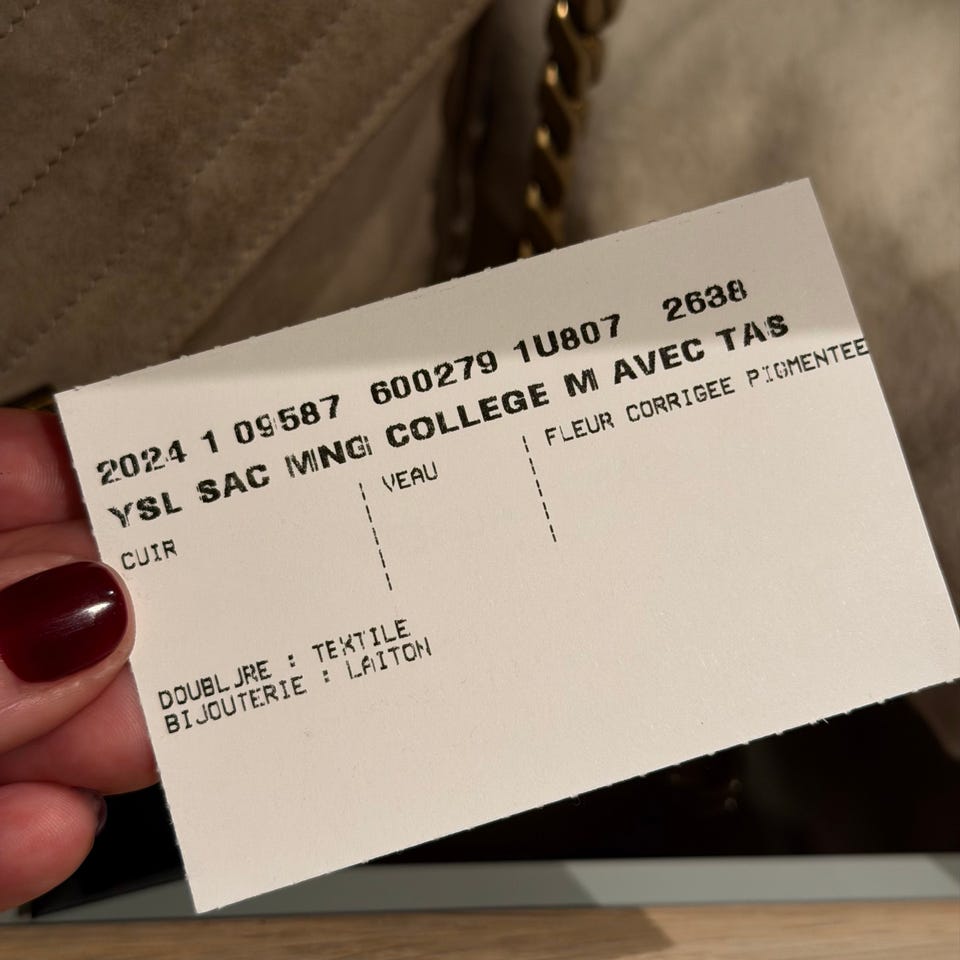 2024 1 09587 600279 1U807 2638
YSL SAC MNG COLLEGE M AVEC TAS
CUIR VEAU FLEUR CORRIGEE PIGMENTEE
DOUBLURE : TEXTILE
BIJOUTERIE : LAITON